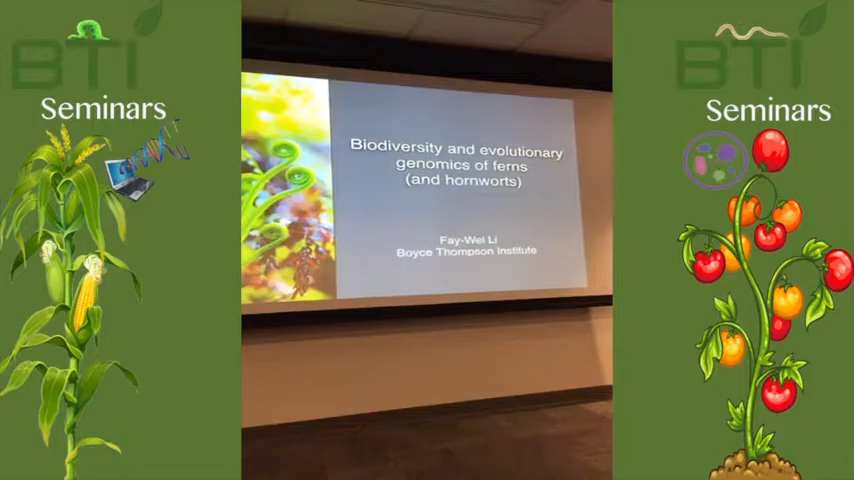 BTI
Seminars
Biodiversity and evolutionary
genomics of ferns
(and hornworts)
Fay-Wei Li
Boyce Thompson Institute
BTI
Seminars